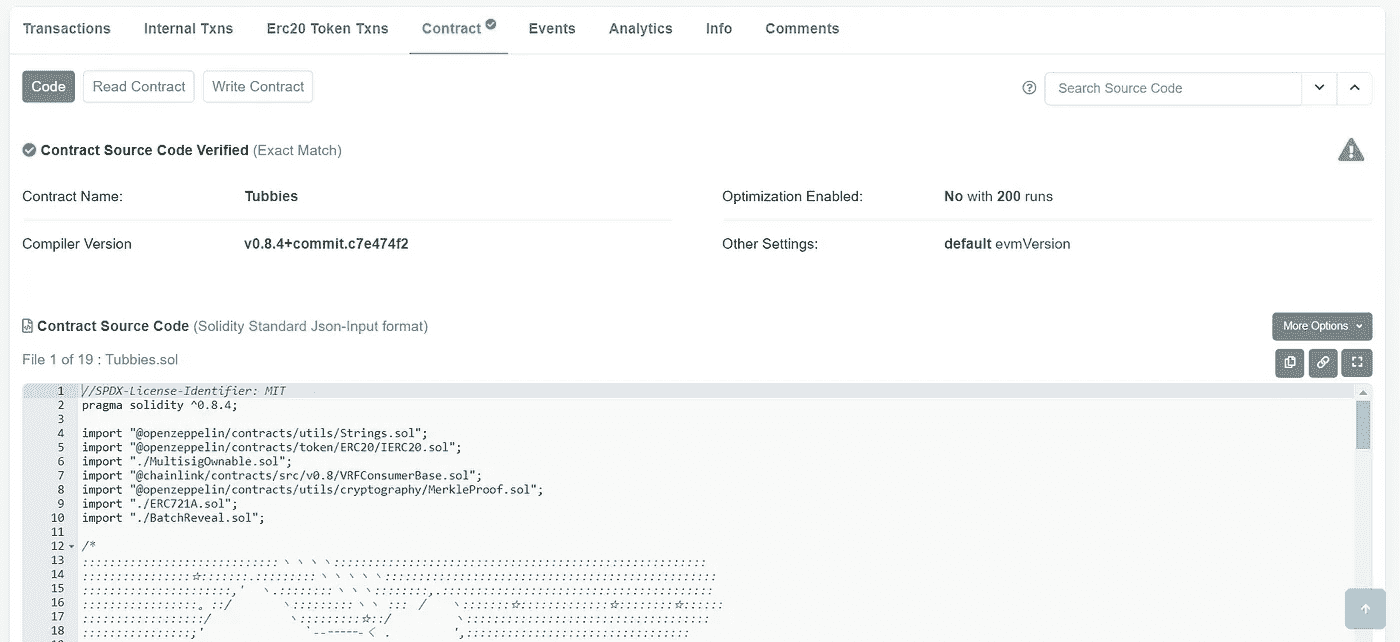 Transactions Internal Txns Erc20 Token Txns Contract Events Analytics Info Comments
Code Read Contract Write Contract Search Source Code
Contract Source Code Verified (Exact Match)
Contract Name: Tubbies Optimization Enabled: No with 200 runs
Compiler Version v0.8.4+commit.c7e474f2 Other Settings: default evmVersion
Contract Source Code (Solidity Standard Json-Input format) More Options
File 1 of 19 : Tubbies.sol
1 //SPDX-License-Identifier: MIT
2 pragma solidity ^0.8.4;
3
4 import "@openzeppelin/contracts/utils/Strings.sol";
5 import "@openzeppelin/contracts/token/ERC20/IERC20.sol";
6 import "./MultisigOwnable.sol";
7 import "@chainlink/contracts/src/v0.8/VRFConsumerBase.sol";
8 import "@openzeppelin/contracts/utils/cryptography/MerkleProof.sol";
9 import "./ERC721A.sol";
10 import "./BatchReveal.sol";
11
12 /*
13
14
15
16
17
18